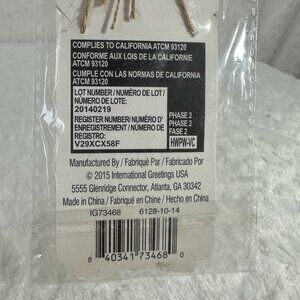 COMPLIES TO CALIFORNIA ATCM 93120
CONFORME AUX LOIS DE LA CALIFORNIE
ATCM 93120
CUMPLE CON LAS NORMAS DE CALIFORNIA
ATCM 93120
LOT NUMBER / NUMÉRO DE LOT /
NÚMERO DE LOTE:
20140219
REGISTER NUMBER/ NUMÉRO D'
ENREGISTREMENT / NÚMERO DE
REGISTRO:
V29XCX58F
PHASE 2
PHASE 2
FASE 2
HWPW-VC
Manufactured By / Fabriqué Par / Fabricado Por
© 2015 International Greetings USA
5555 Glenridge Connector, Atlanta, GA 30342
Made in China / Fabriqué en Chine / Hecho en China
IG73468 6128-10-14
8 40341 73468 0